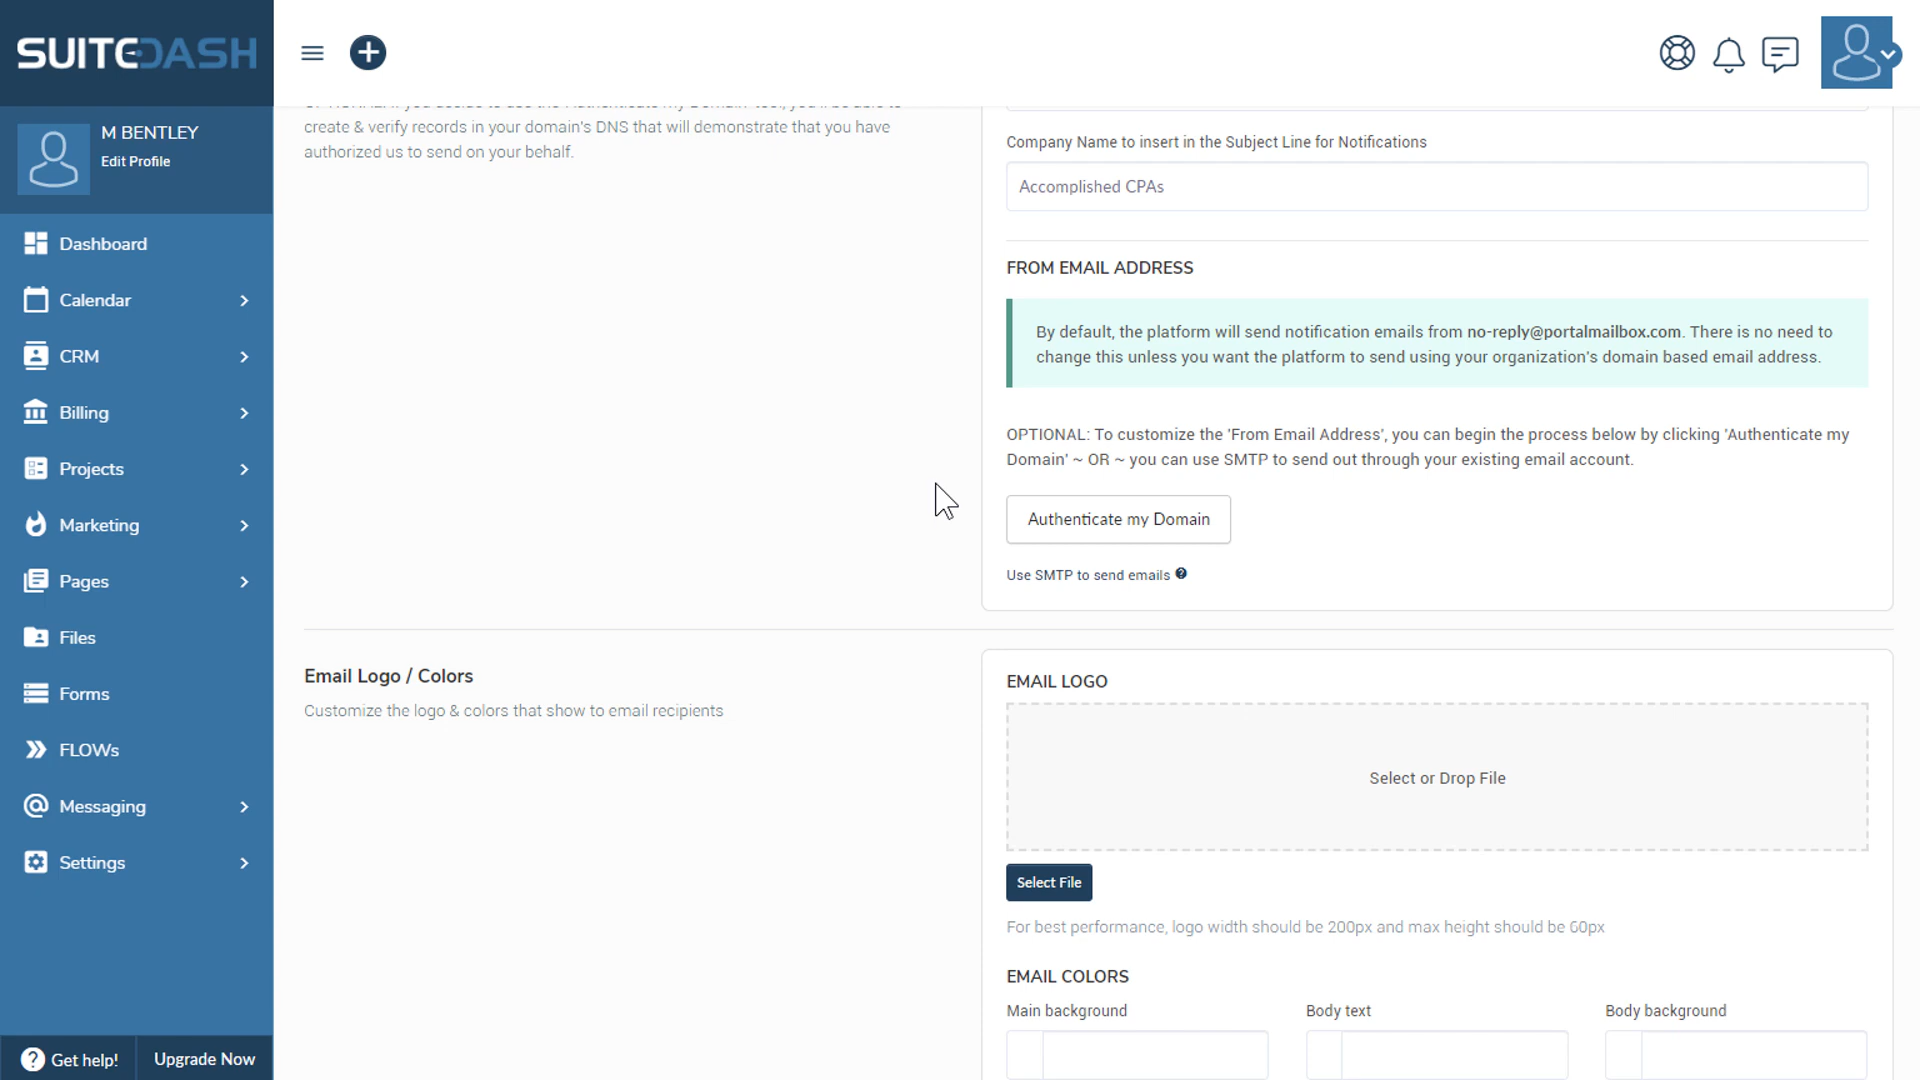 SUITEDASH
M BENTLEY
Edit Profile
Dashboard
Calendar
CRM
Billing
Projects
Marketing
Pages
Files
Forms
FLOWs
Messaging
Settings
Get help!
Upgrade Now
create & verify records in your domain's DNS that will demonstrate that you have
authorized us to send on your behalf.
Company Name to insert in the Subject Line for Notifications
Accomplished CPAs
FROM EMAIL ADDRESS
By default, the platform will send notification emails from no-reply@portalmailbox.com. There is no need to
change this unless you want the platform to send using your organization's domain based email address.
OPTIONAL: To customize the 'From Email Address', you can begin the process below by clicking 'Authenticate my
Domain' ~ OR ~ you can use SMTP to send out through your existing email account.
Authenticate my Domain
Use SMTP to send emails
Email Logo / Colors
Customize the logo & colors that show to email recipients
EMAIL LOGO
Select or Drop File
Select File
For best performance, logo width should be 200px and max height should be 60px
EMAIL COLORS
Main background
Body text
Body background